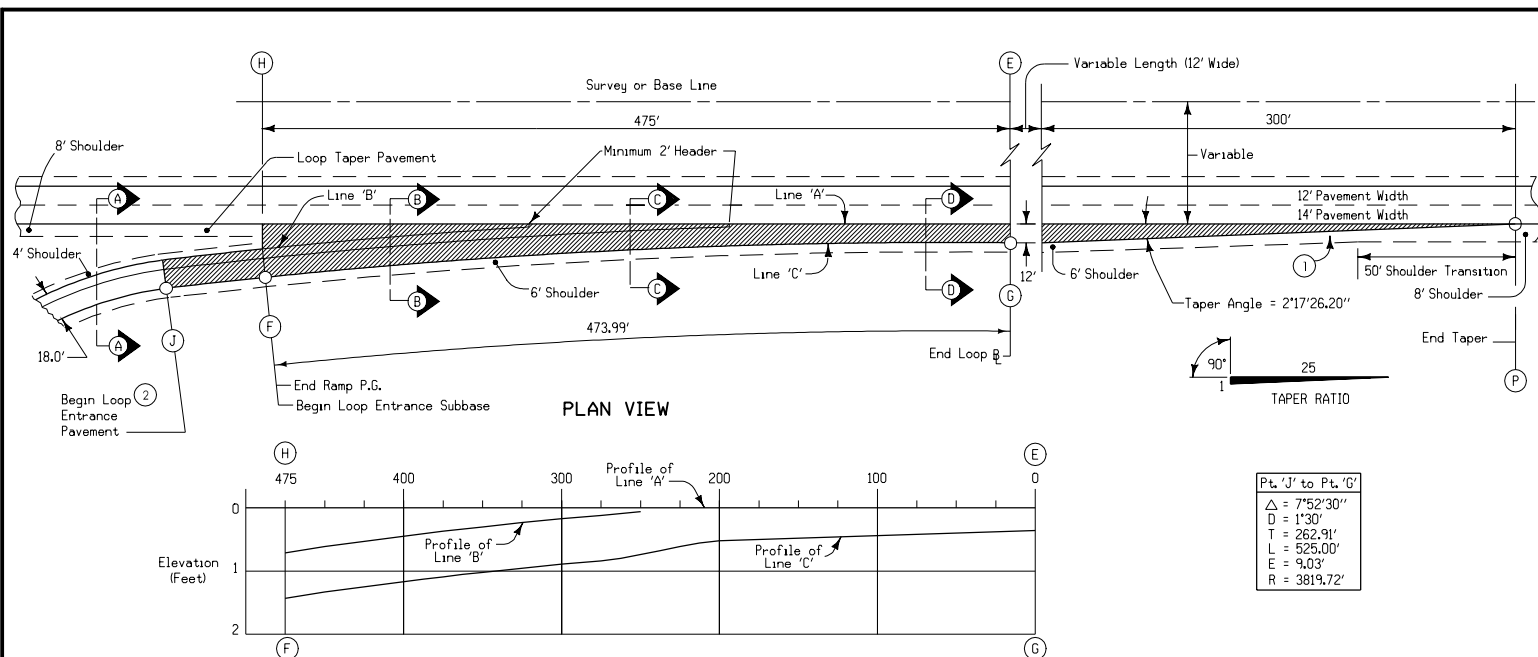 H
E
Variable Length (12' Wide)
Survey or Base Line
475'
300'
8' Shoulder
Loop Taper Pavement
Minimum 2' Header
Variable
A
B
C
D
Line 'B'
Line 'A'
12' Pavement Width
14' Pavement Width
4' Shoulder
Line 'C'
12'
6' Shoulder
1
50' Shoulder Transition
6' Shoulder
8' Shoulder
B
C
D
G
Taper Angle = 2°17'26.20''
18.0'
A
J
F
473.99'
End Loop BL
End Taper
90°
25
1
TAPER RATIO
P
End Ramp P.G.
Begin Loop Entrance Subbase
Begin Loop 2
Entrance
Pavement
PLAN VIEW
H
E
475
400
300
200
100
0
Profile of
Line 'A'
0
Profile of
Line 'B'
Profile of
Line 'C'
Elevation
(Feet)
1
2
F
G
Pt. 'J' to Pt. 'G'
△ = 7°52'30''
D = 1°30'
T = 262.91'
L = 525.00'
E = 9.03'
R = 3819.72'